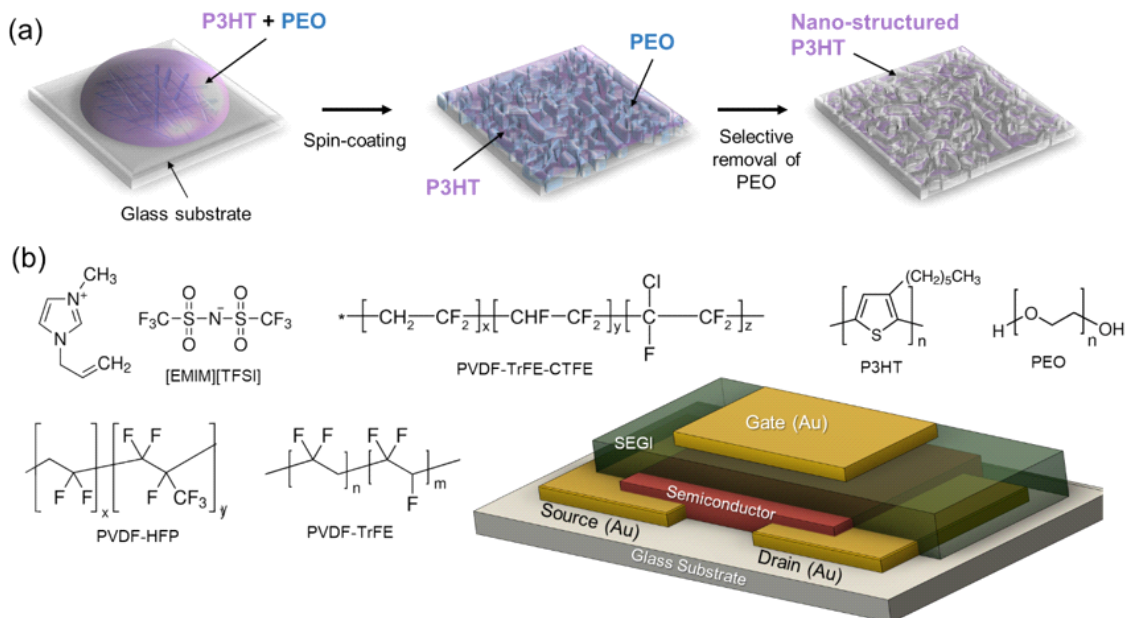 (a)
P3HT + PEO
Glass substrate
Spin-coating
PEO
P3HT
Selective
removal of
PEO
Nano-structured
P3HT
(b)
CH₃
N⁺
N
CH₂
[EMIM][TFSI]
O O
F₃C-S-N⁻-S-CF₃
O O
*-[CH₂-CF₂]x[CHF-CF₂]y[C-CF₂]z
Cl
F
PVDF-TrFE-CTFE
(CH₂)₅CH₃
S
n
P3HT
H[O]nOH
PEO
F F
F F
F CF₃
x
y
PVDF-HFP
F F
F F
F
n
m
PVDF-TrFE
Gate (Au)
SEGI
Semiconductor
Source (Au)
Drain (Au)
Glass Substrate